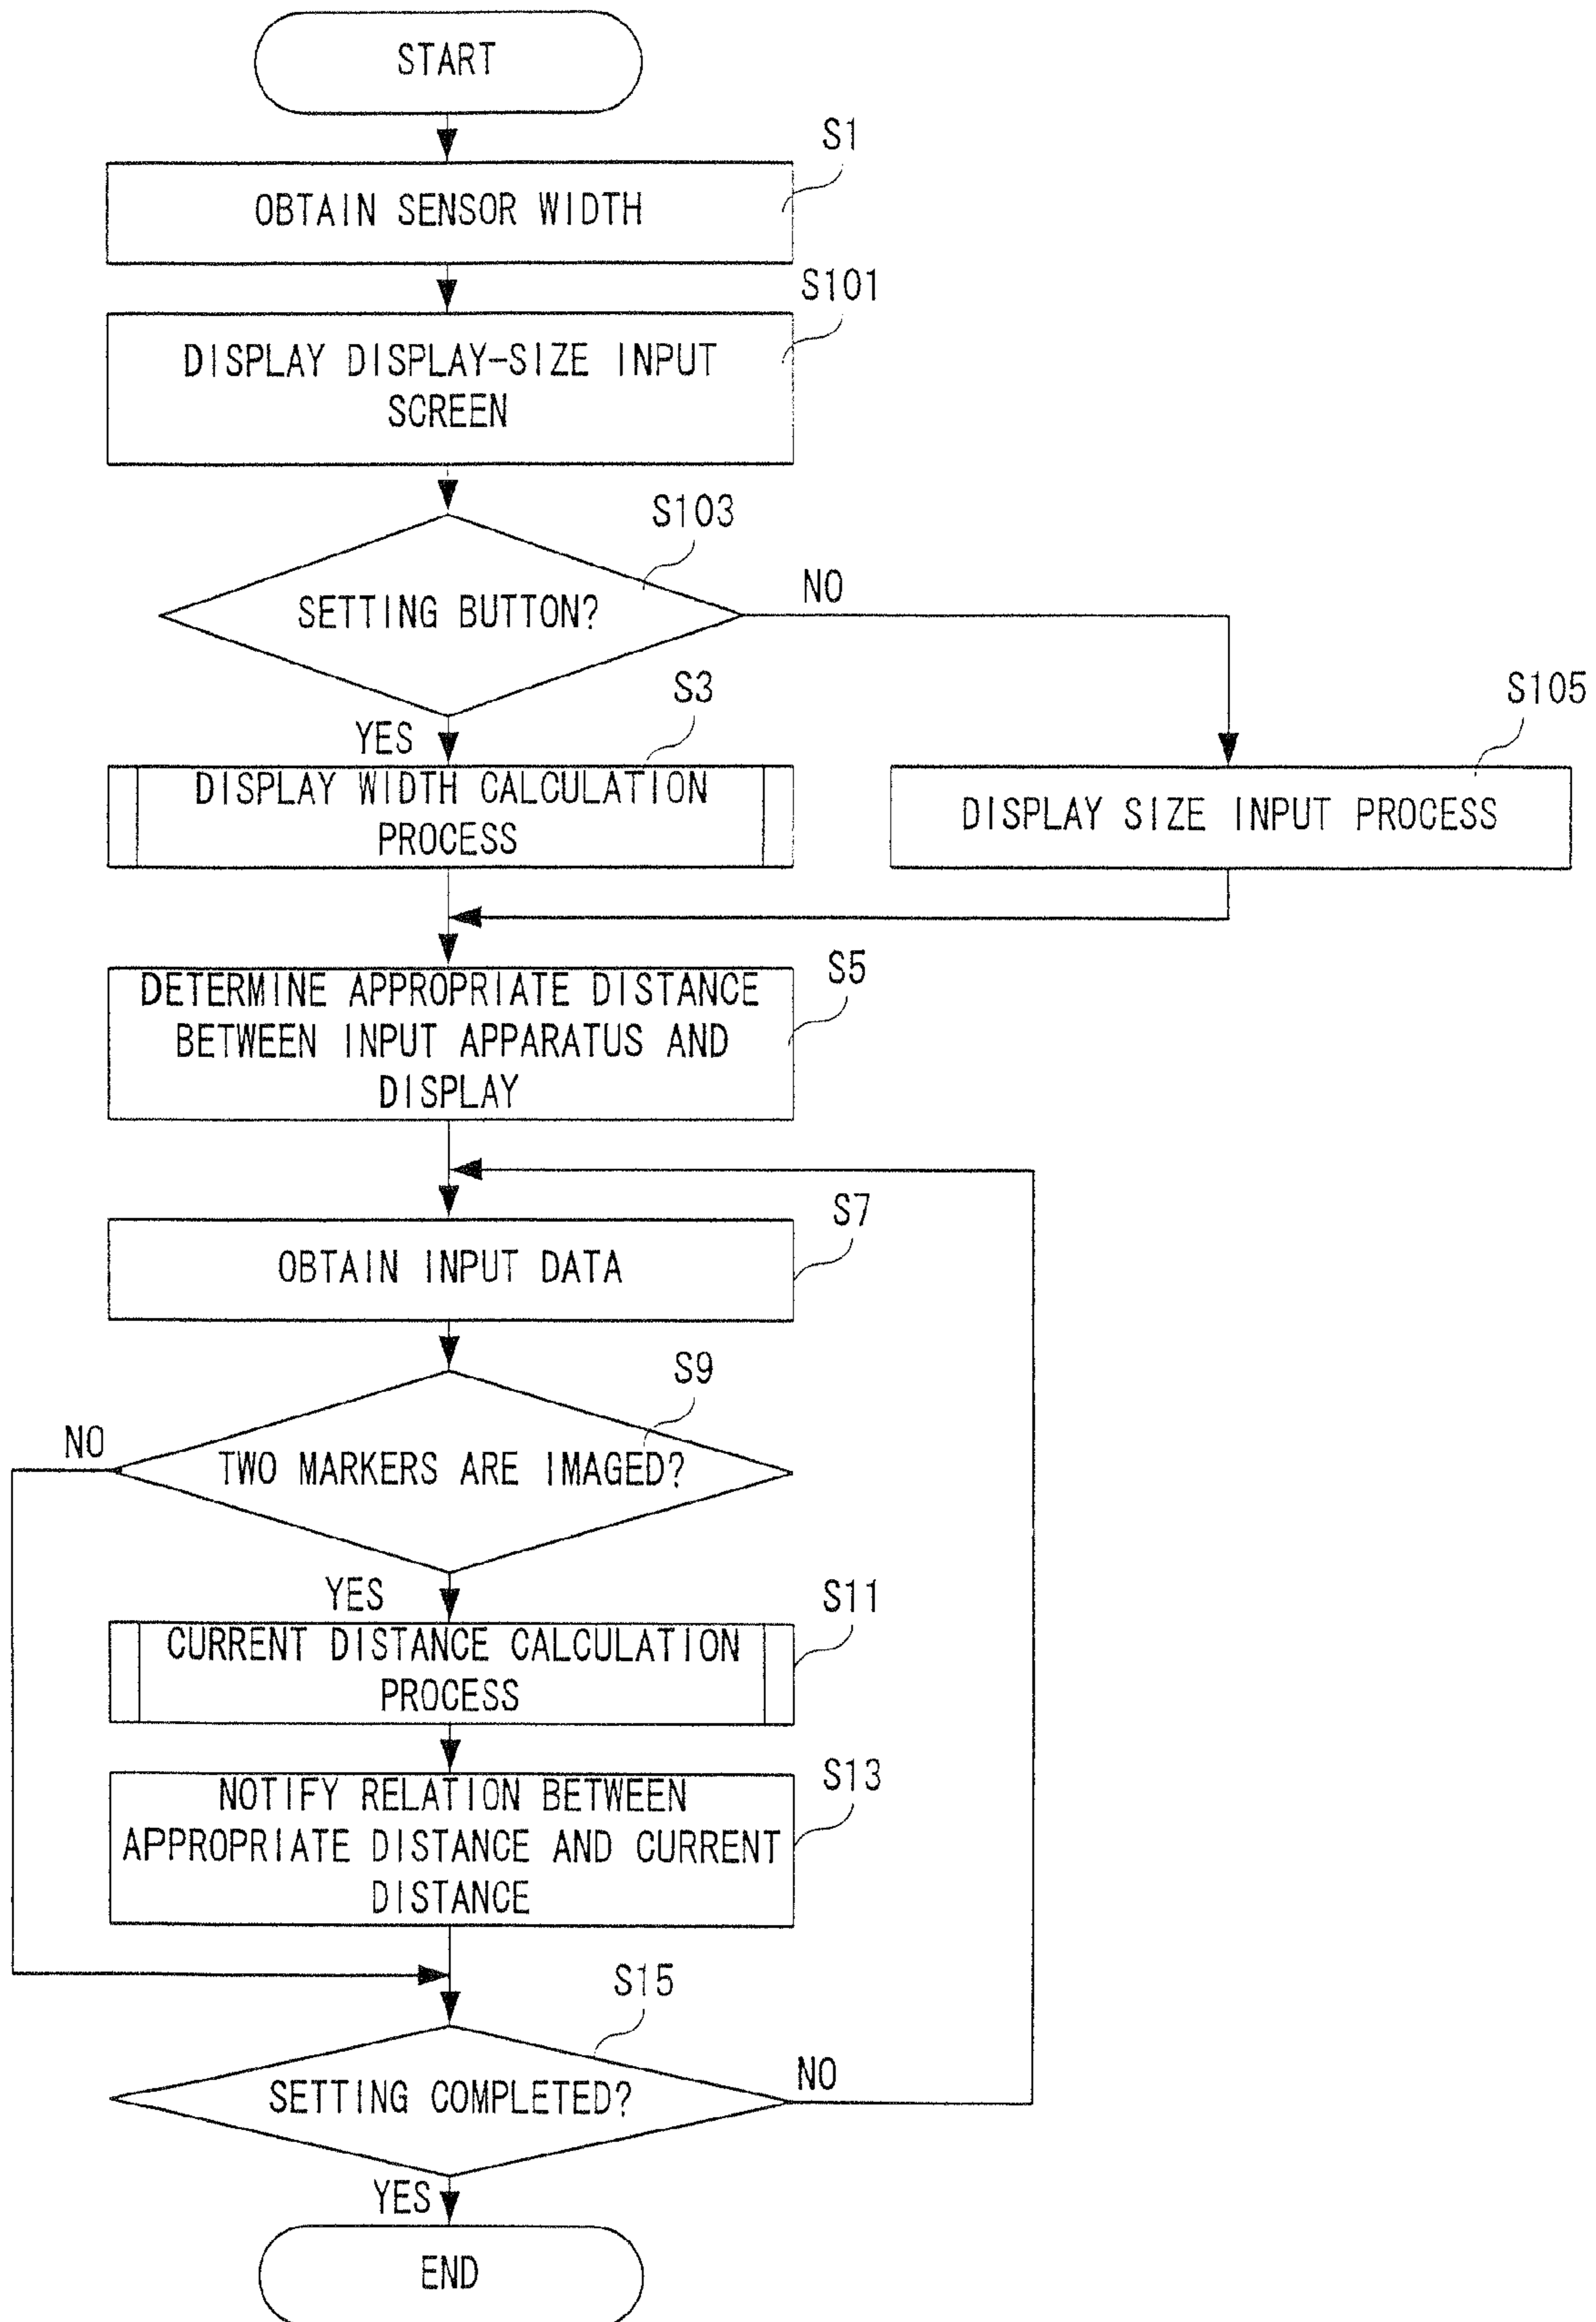 START
S1
OBTAIN SENSOR WIDTH
S101
DISPLAY DISPLAY-SIZE INPUT
SCREEN
S103
SETTING BUTTON?
NO
YES
S3
DISPLAY WIDTH CALCULATION
PROCESS
S105
DISPLAY SIZE INPUT PROCESS
S5
DETERMINE APPROPRIATE DISTANCE
BETWEEN INPUT APPARATUS AND
DISPLAY
S7
OBTAIN INPUT DATA
S9
NO
TWO MARKERS ARE IMAGED?
YES
S11
CURRENT DISTANCE CALCULATION
PROCESS
S13
NOTIFY RELATION BETWEEN
APPROPRIATE DISTANCE AND CURRENT
DISTANCE
S15
SETTING COMPLETED?
NO
YES
END